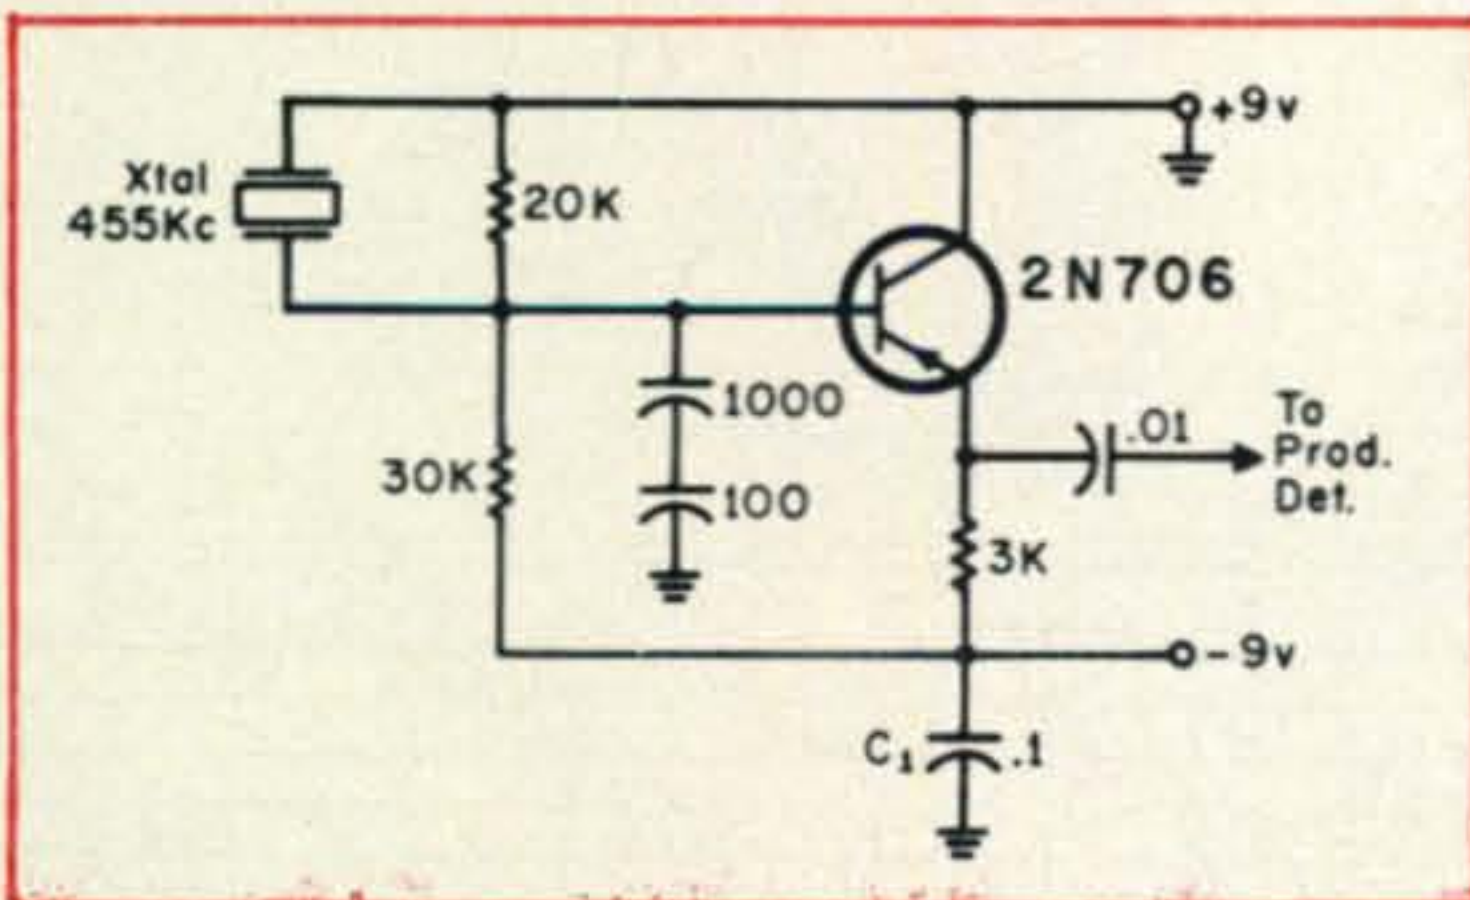 +9v
Xtal
455Kc
20K
2N706
1000
.01
To
Prod.
Det.
30K
100
3K
-9v
C1 .1